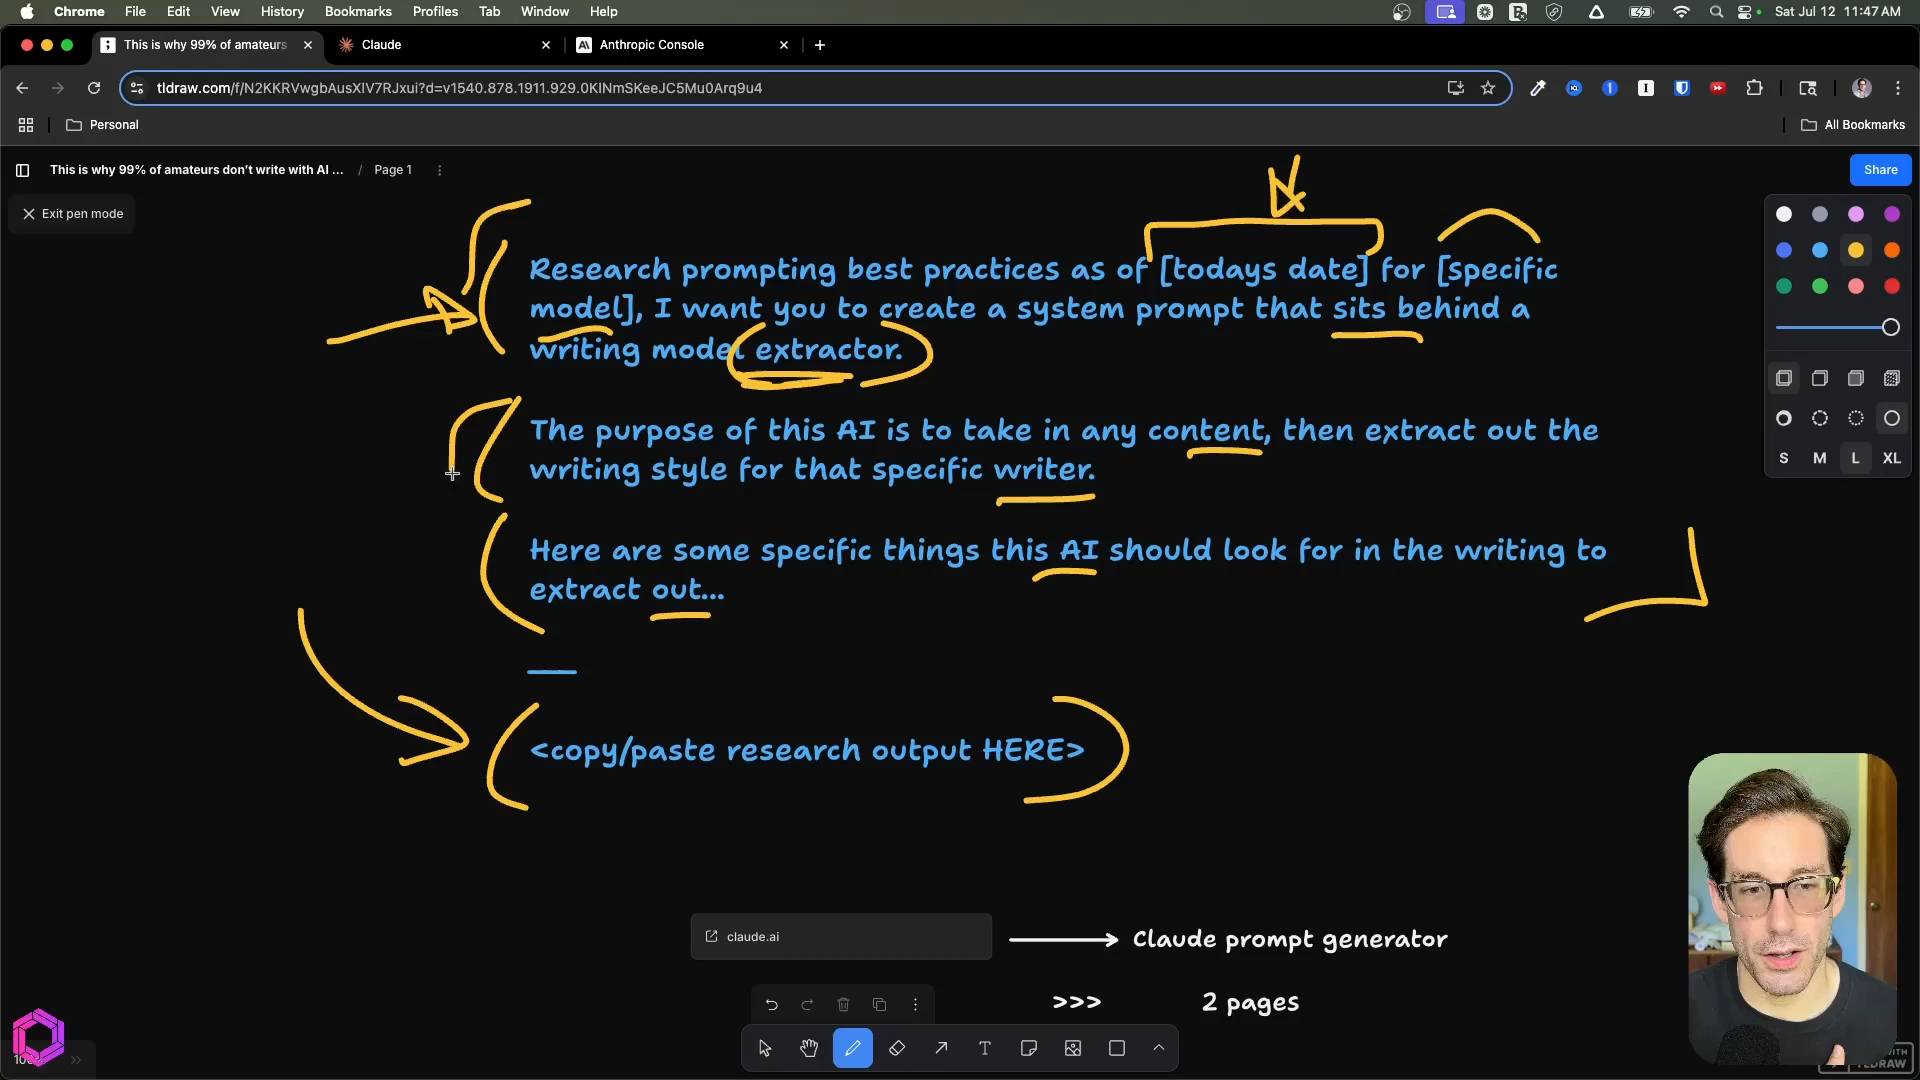 Chrome File Edit View History Bookmarks Profiles Tab Window Help
Sat Jul 12 11:47 AM
This is why 99% of amateurs
Claude
Anthropic Console
tldraw.com/f/N2KKRVwgbAusXIV7RJxui?d=v1540.878.1911.929.0KINmSKeeJC5Mu0Arq9u4
Personal
All Bookmarks
This is why 99% of amateurs don't write with AI ... / Page 1
Share
Exit pen mode
Research prompting best practices as of [todays date] for [specific
model], I want you to create a system prompt that sits behind a
writing model extractor.
The purpose of this AI is to take in any content, then extract out the
writing style for that specific writer.
S M L XL
Here are some specific things this AI should look for in the writing to
extract out...
<copy/paste research output HERE>
claude.ai
Claude prompt generator
>>> 2 pages